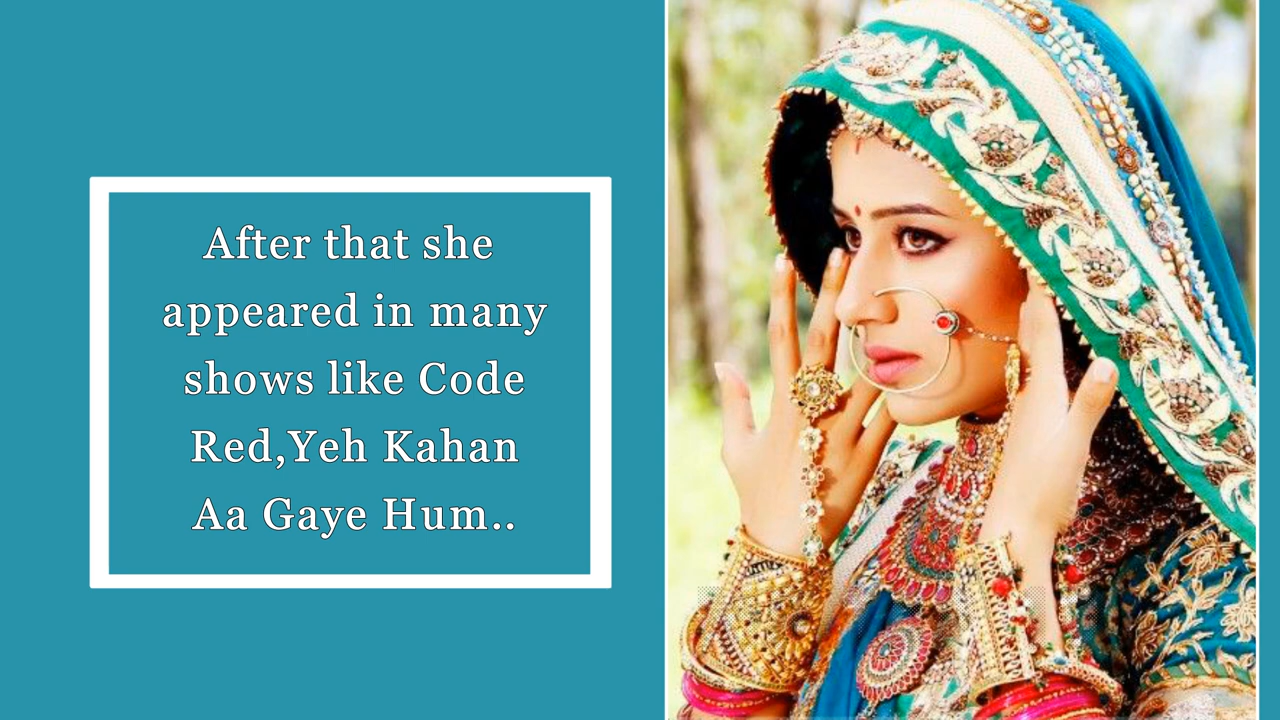 After that she
appeared in many
shows like Code
Red,Yeh Kahan
Aa Gaye Hum..